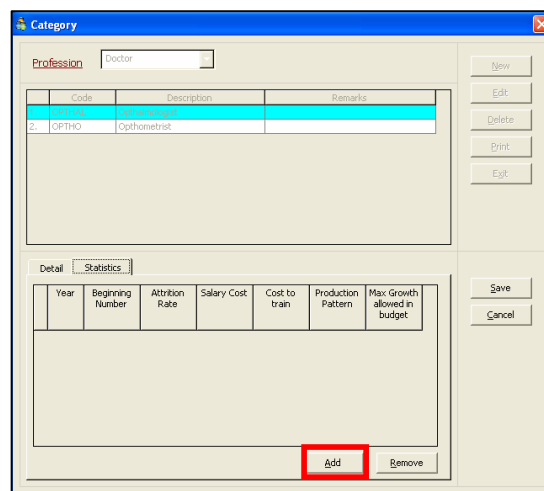 Category
Profession Doctor
New
Code Description Remarks
Edit
Delete
2. OPTHO Opthometrist
Print
Exit
Detail Statistics
Year Beginning Number Attrition Rate Salary Cost Cost to train Production Pattern Max Growth allowed in budget
Save
Cancel
Add Remove